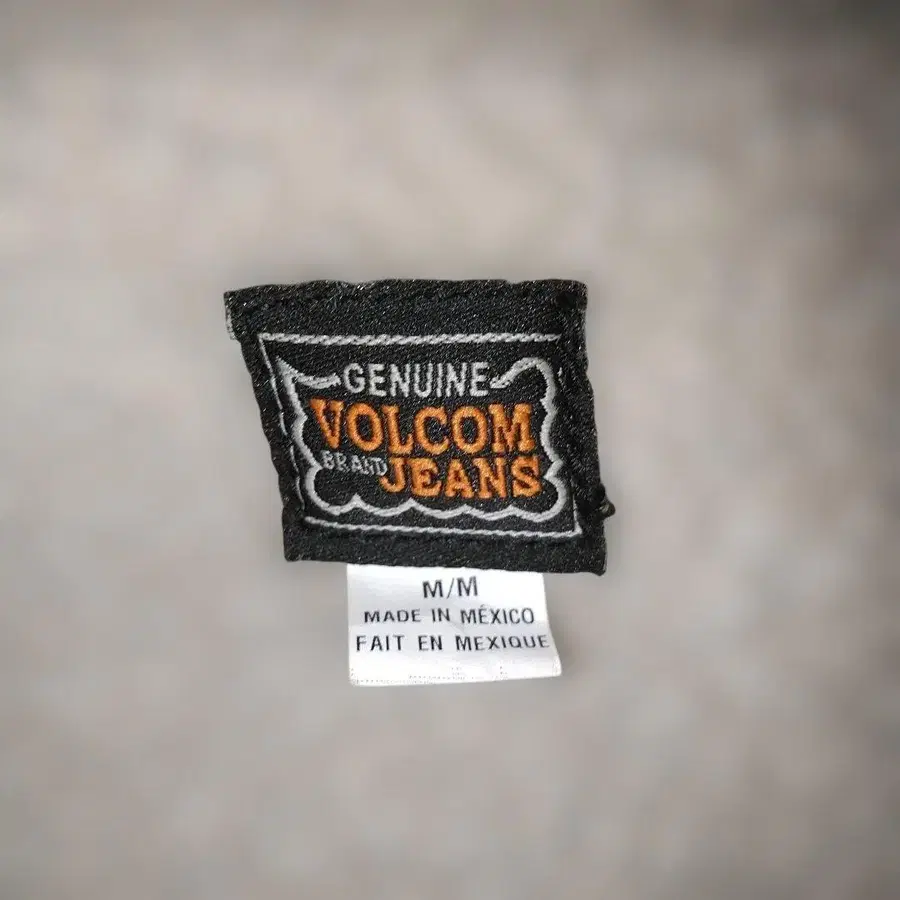 GENUINE
VOLCOM
BRAND JEANS
M/M
MADE IN MÉXICO
FAIT EN MEXIQUE